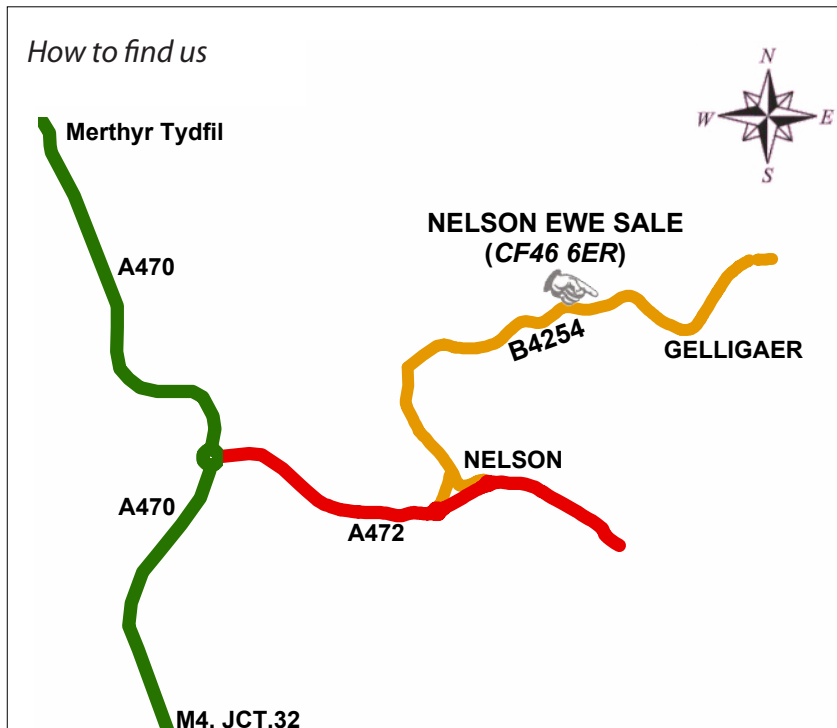 How to find us
N
W
E
S
Merthyr Tydfil
A470
NELSON EWE SALE
(CF46 6ER)
B4254
GELLIGAER
NELSON
A470
A472
M4, JCT.32